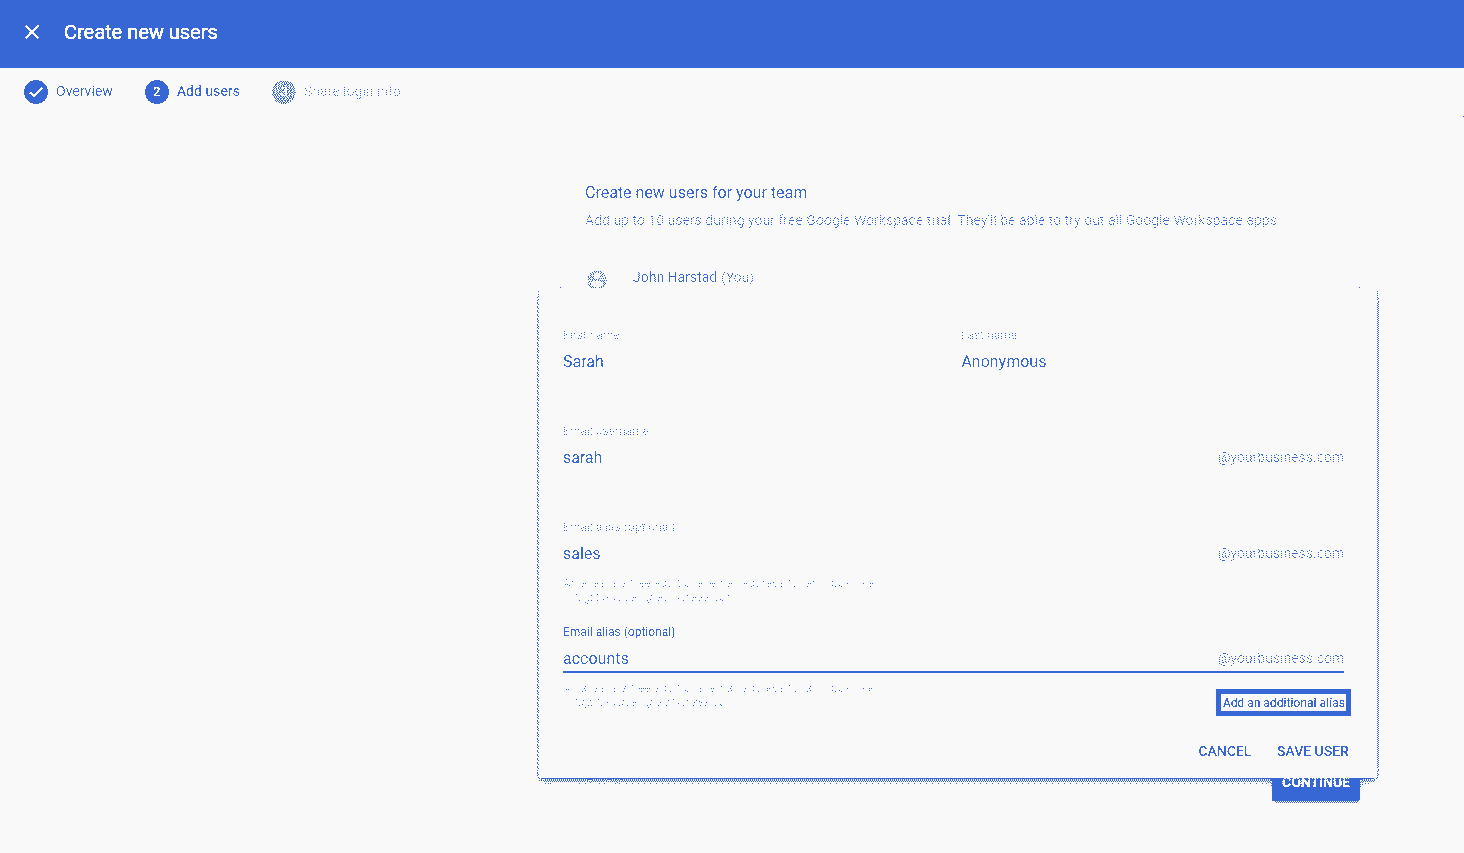 Create new users
Overview
2 Add users
Share login info
Create new users for your team
Add up to 10 users during your free Google Workspace trial. They'll be able to try out all Google Workspace apps
John Harstad (You)
First name Last name
Sarah Anonymous
Email username
sarah @yourbusiness.com
Email alias (optional)
sales @yourbusiness.com
Email alias (optional)
accounts @yourbusiness.com
Add an additional alias
CANCEL SAVE USER
CONTINUE